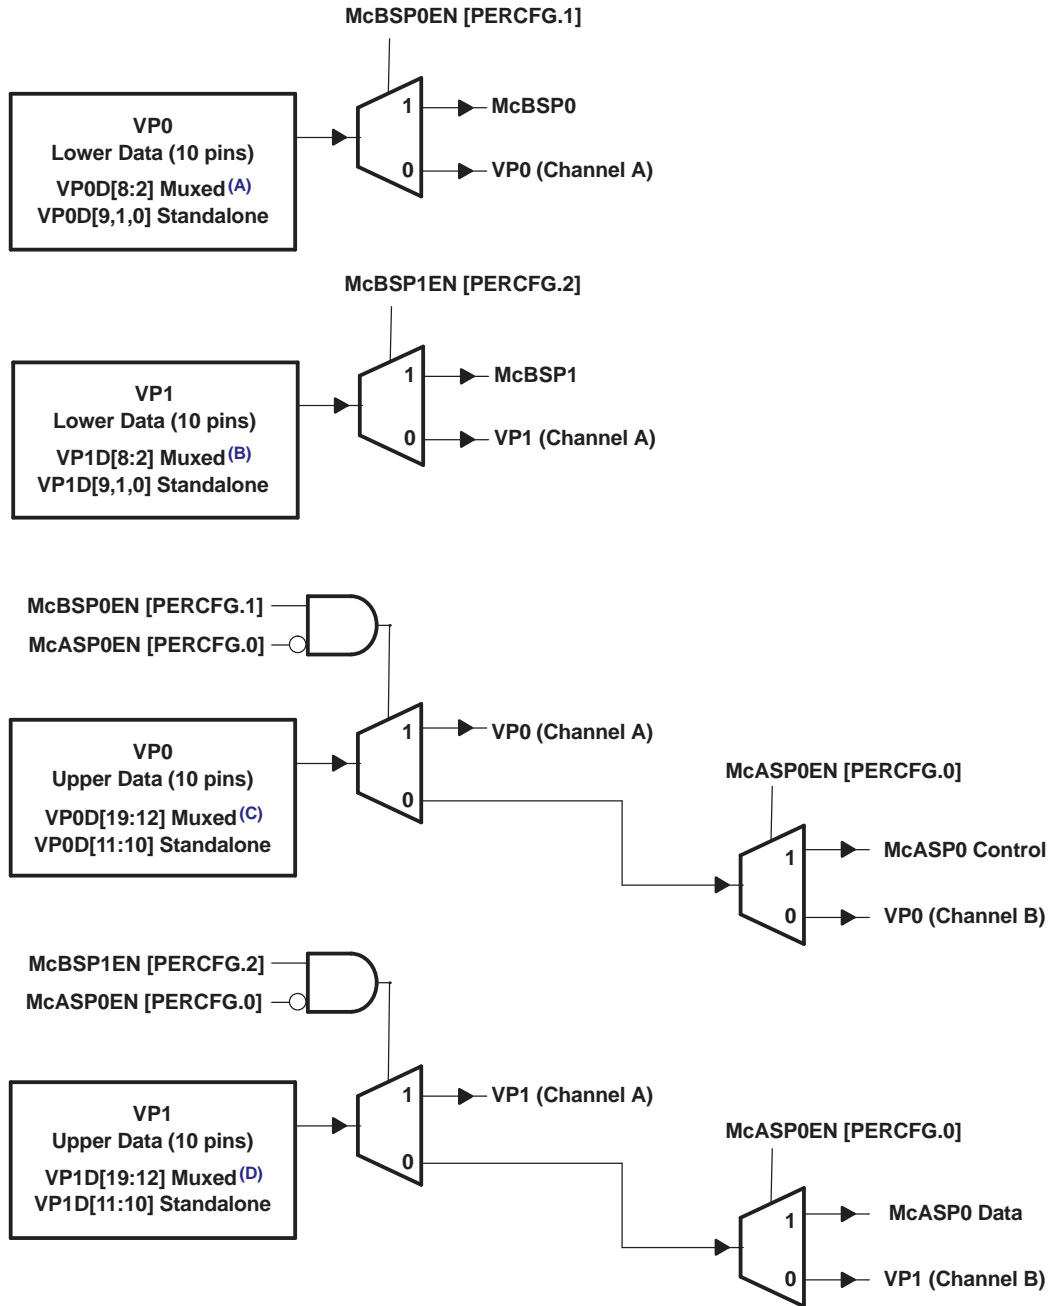 McBSP0EN [PERCFG.1]
VP0
Lower Data (10 pins)
VP0D[8:2] Muxed (A)
VP0D[9,1,0] Standalone
1
McBSP0
0
VP0 (Channel A)
McBSP1EN [PERCFG.2]
VP1
Lower Data (10 pins)
VP1D[8:2] Muxed (B)
VP1D[9,1,0] Standalone
1
McBSP1
0
VP1 (Channel A)
McBSP0EN [PERCFG.1]
McASP0EN [PERCFG.0]
VP0
Upper Data (10 pins)
VP0D[19:12] Muxed (C)
VP0D[11:10] Standalone
1
VP0 (Channel A)
0
McASP0EN [PERCFG.0]
1
McASP0 Control
0
VP0 (Channel B)
McBSP1EN [PERCFG.2]
McASP0EN [PERCFG.0]
VP1
Upper Data (10 pins)
VP1D[19:12] Muxed (D)
VP1D[11:10] Standalone
1
VP1 (Channel A)
0
McASP0EN [PERCFG.0]
1
McASP0 Data
0
VP1 (Channel B)